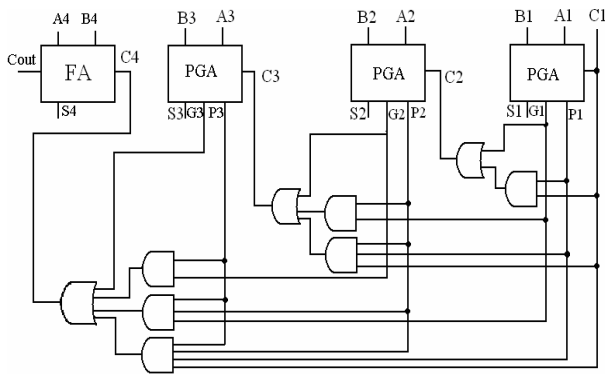 A4 B4 B3 A3 B2 A2 B1 A1 C1
Cout FA C4 PGA C3 PGA C2 PGA
S4 S3 G3 P3 S2 G2 P2 S1 G1 P1